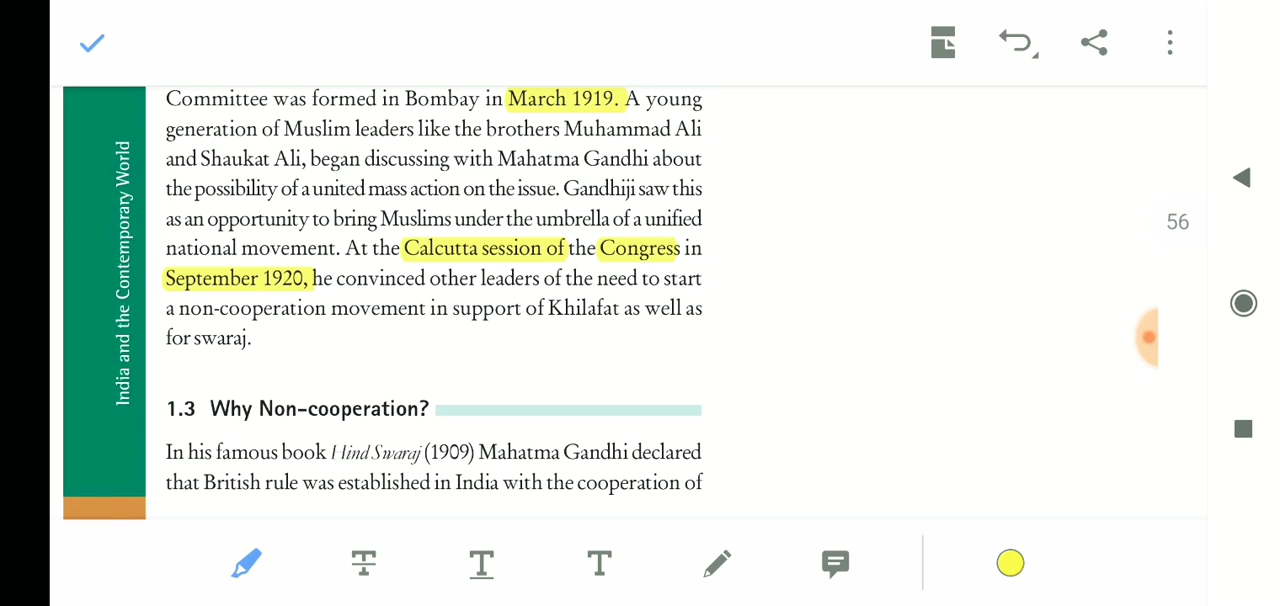 Committee was formed in Bombay in March 1919. A young
generation of Muslim leaders like the brothers Muhammad Ali
and Shaukat Ali, began discussing with Mahatma Gandhi about
the possibility of a united mass action on the issue. Gandhiji saw this
as an opportunity to bring Muslims under the umbrella of a unified
national movement. At the Calcutta session of the Congress in
September 1920, he convinced other leaders of the need to start
a non-cooperation movement in support of Khilafat as well as
for swaraj.
1.3 Why Non-cooperation?
In his famous book Hind Swaraj (1909) Mahatma Gandhi declared
that British rule was established in India with the cooperation of
India and the Contemporary World
56